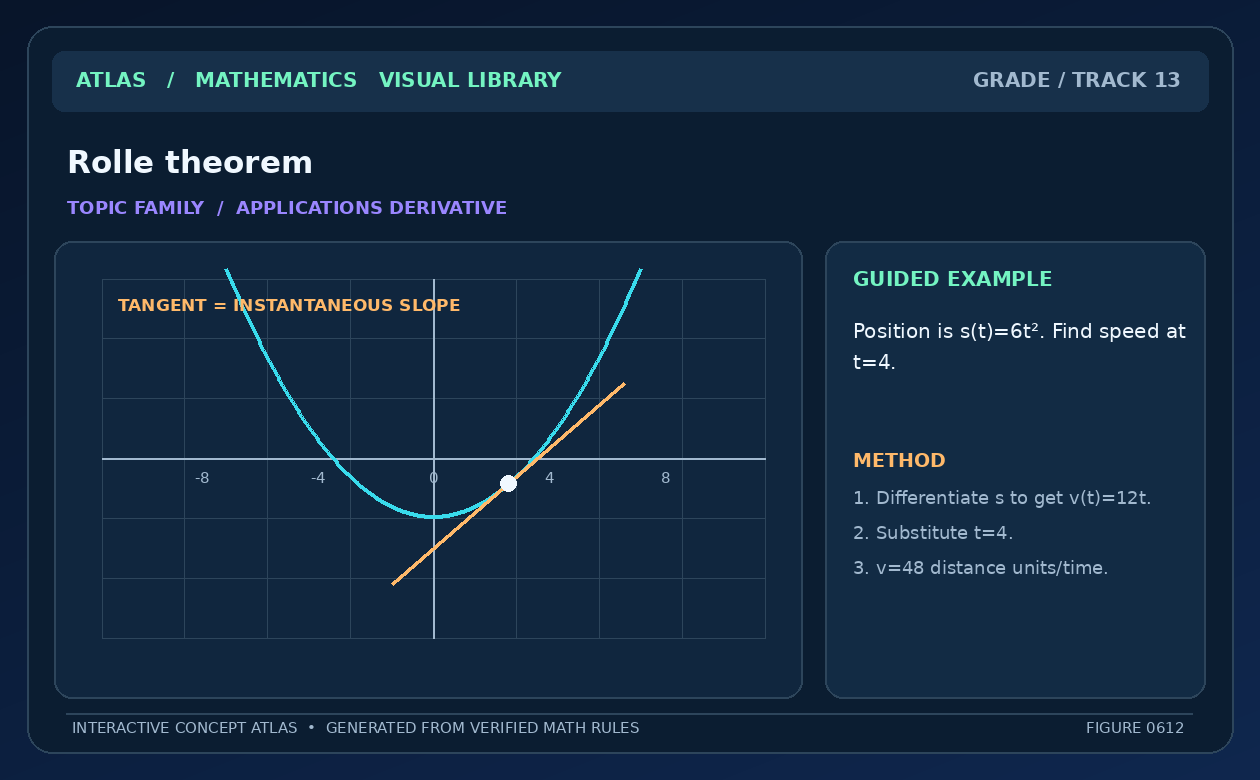 ATLAS / MATHEMATICS VISUAL LIBRARY
GRADE / TRACK 13
Rolle theorem
TOPIC FAMILY / APPLICATIONS DERIVATIVE
TANGENT = INSTANTANEOUS SLOPE
-8 -4 0 4 8
GUIDED EXAMPLE
Position is s(t)=6t². Find speed at
t=4.
METHOD
1. Differentiate s to get v(t)=12t.
2. Substitute t=4.
3. v=48 distance units/time.
INTERACTIVE CONCEPT ATLAS • GENERATED FROM VERIFIED MATH RULES
FIGURE 0612